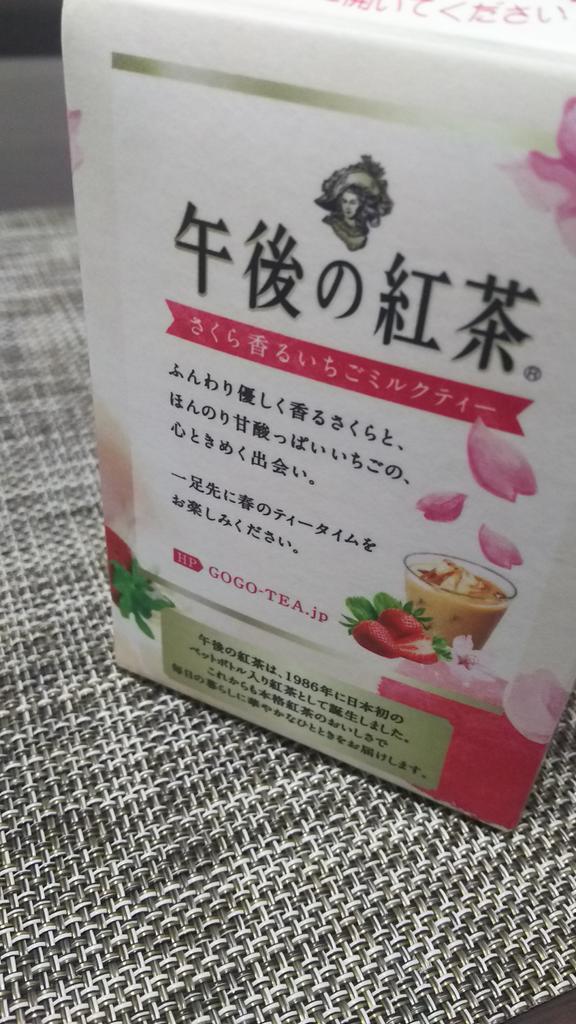 開いてください
午後の紅茶®
さくら香るいちごミルクティー
ふんわり優しく香るさくらと、
ほんのり甘酸っぱいいちごの、
心ときめく出会い。
一足先に春のティータイムを
お楽しみください。
HP GOGO-TEA.jp
午後の紅茶は、1986年に日本初の
ペットボトル入り紅茶として誕生しました。
これからも本格紅茶のおいしさで
毎日の暮らしに華やかなひとときをお届けします。